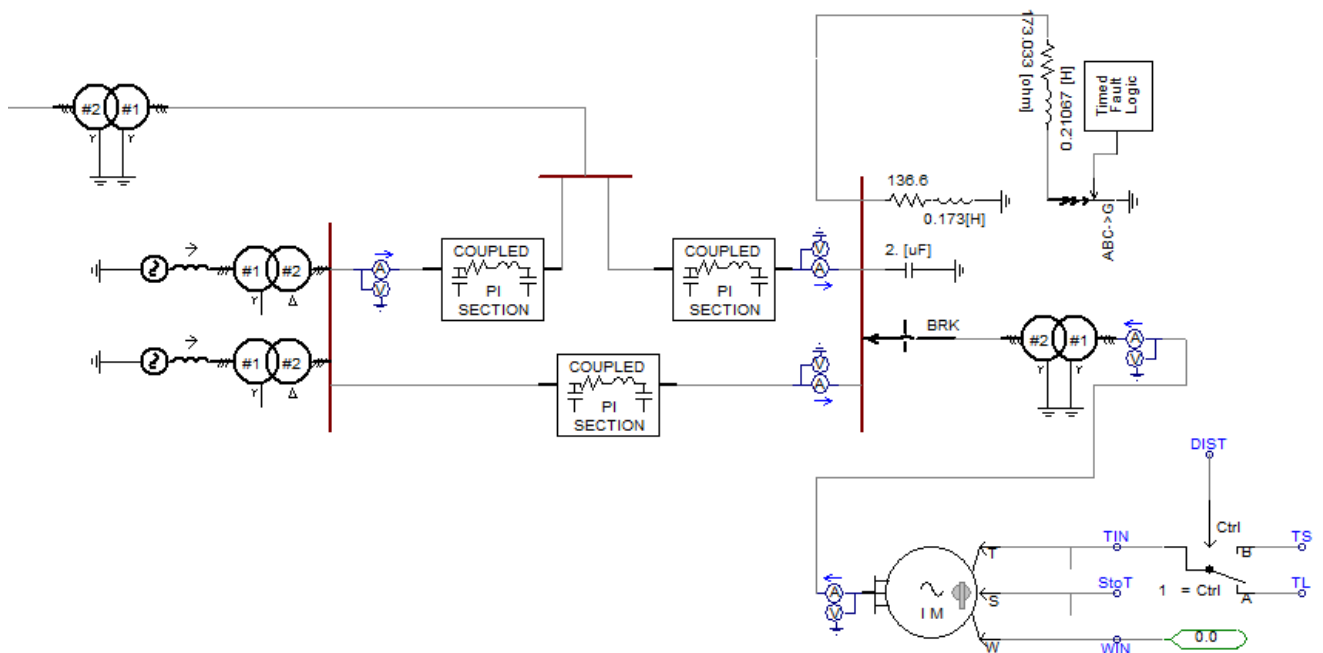 #2 #1
Y Y
173.033 [ohm]
0.21067 [H]
Timed
Fault
Logic
ABC->G
136.6
0.173[H]
2. [uF]
#1 #2
Y Δ
A
V
COUPLED
PI
SECTION
COUPLED
PI
SECTION
V
A
#1 #2
Y Δ
COUPLED
PI
SECTION
V
A
BRK
#2 #1
Y Y
A
V
DIST
Ctrl
TIN
B
TS
T
A
V
I M
S
StoT
1 = Ctrl
A
TL
W
WIN
0.0